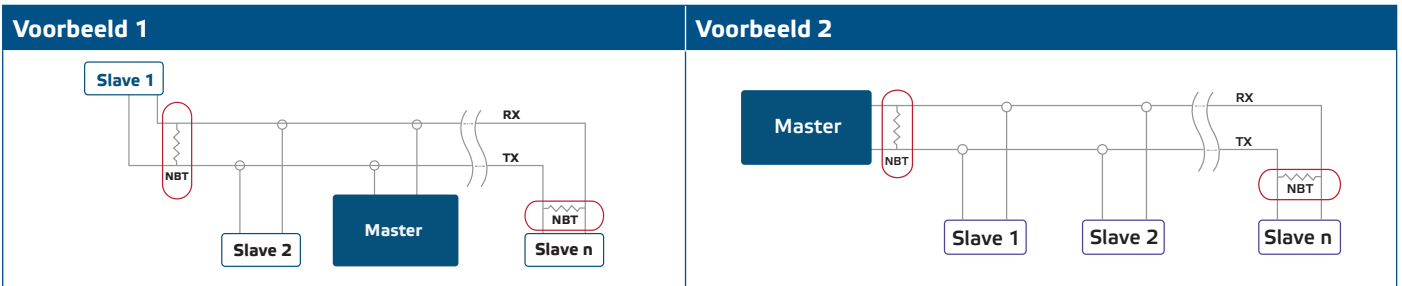 Voorbeeld 1
Slave 1
RX
TX
NBT
NBT
Slave 2
Master
Slave n
Voorbeeld 2
Master
RX
TX
NBT
NBT
Slave 1
Slave 2
Slave n